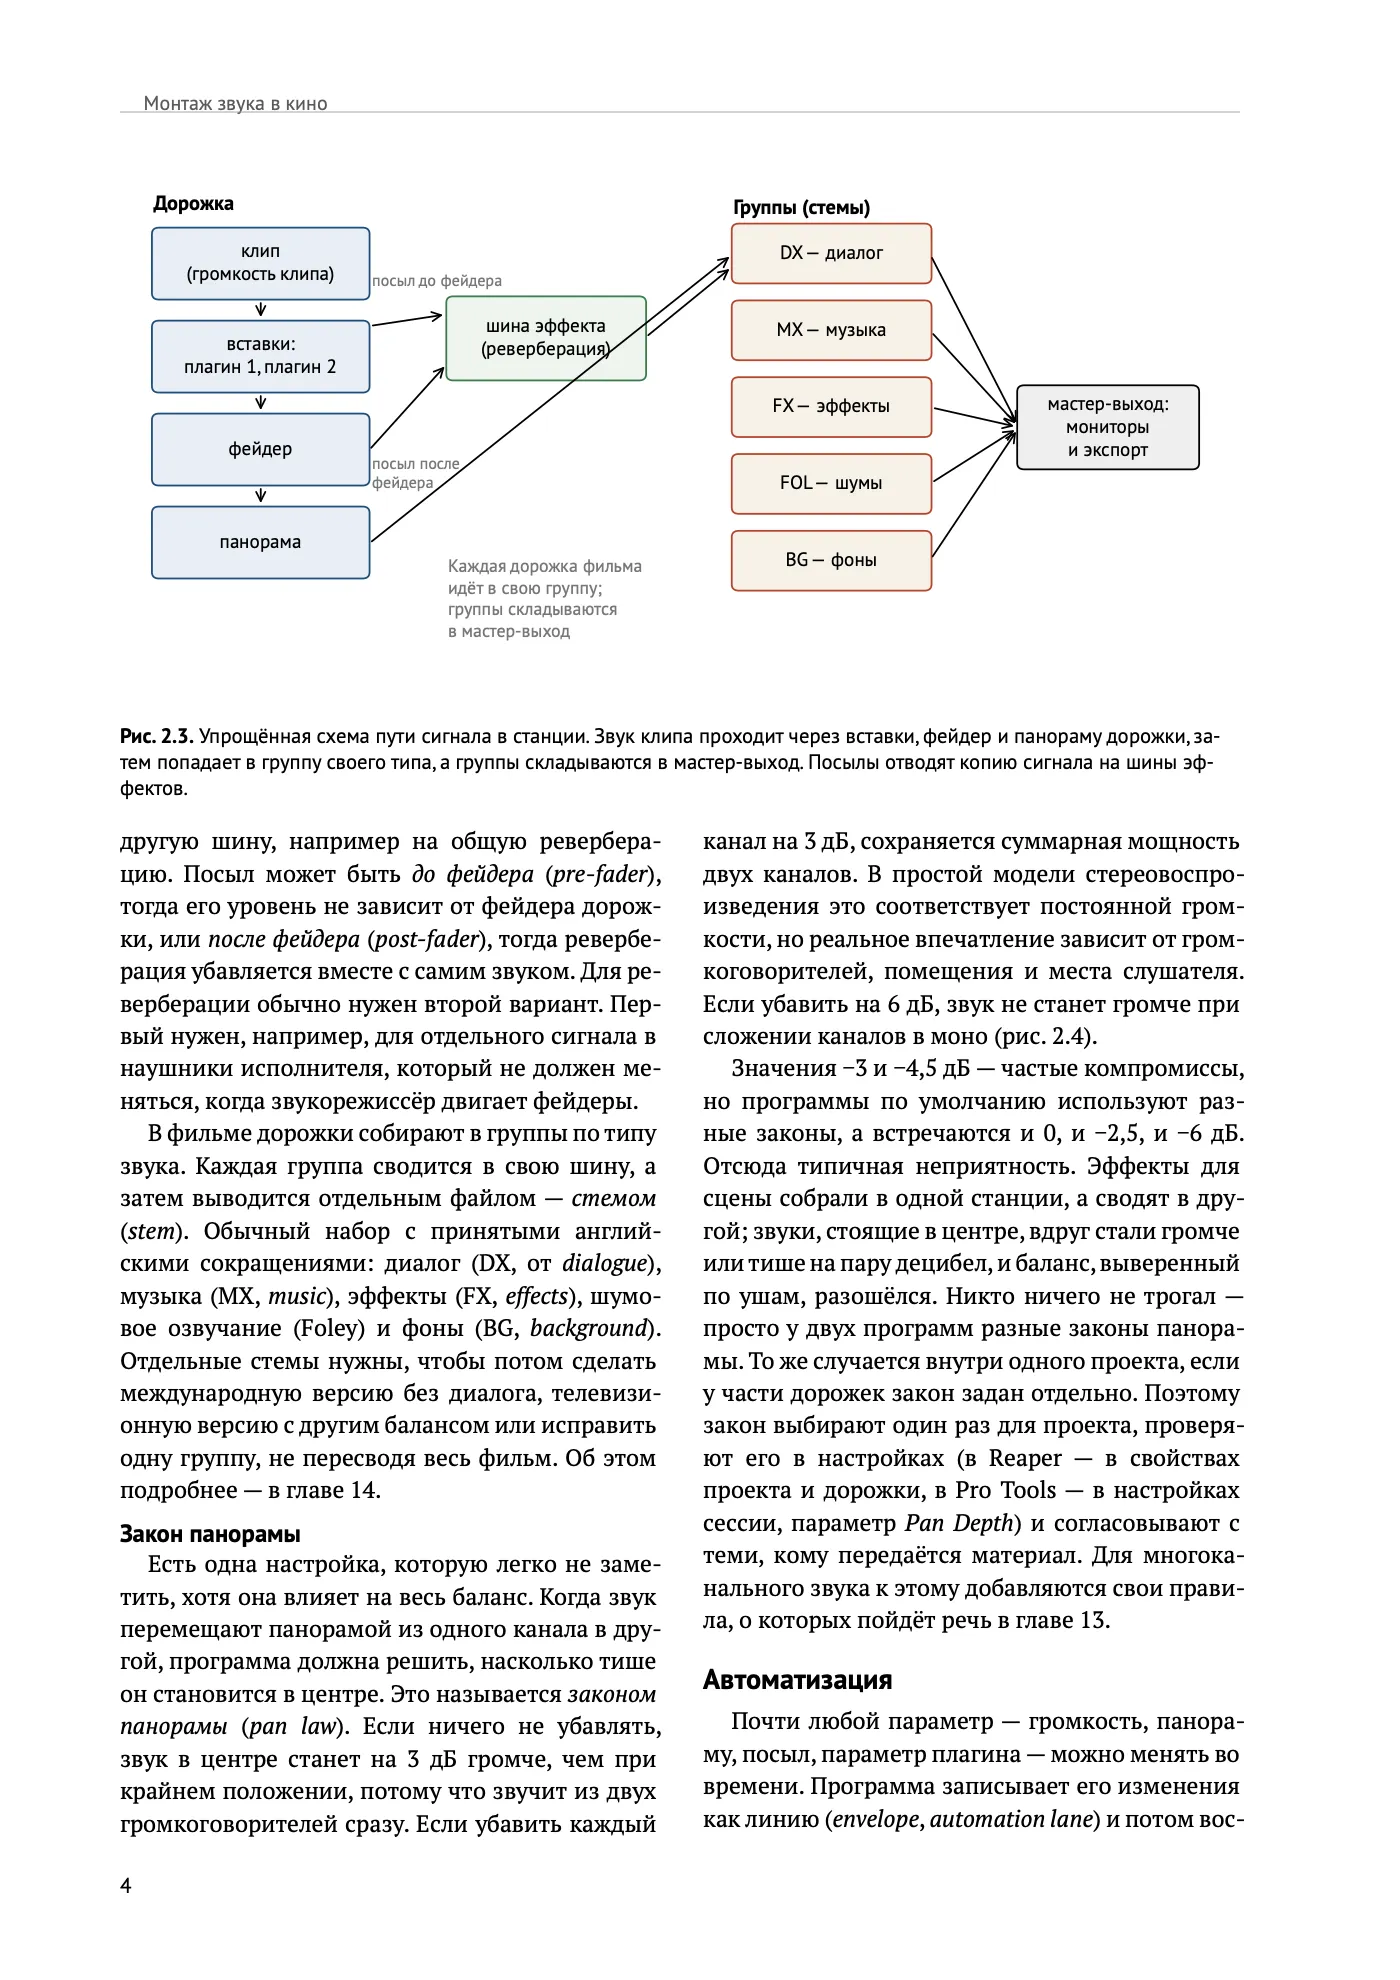 Монтаж звука в кино
Дорожка
клип
(громкость клипа)
вставки:
плагин 1, плагин 2
фейдер
панорама
посыл до фейдера
посыл после
фейдера
шина эффекта
(реверберация)
Каждая дорожка фильма
идёт в свою группу;
группы складываются
в мастер-выход
Группы (стемы)
DX — диалог
MX — музыка
FX — эффекты
FOL — шумы
BG — фоны
мастер-выход:
мониторы
и экспорт
Рис. 2.3. Упрощённая схема пути сигнала в станции. Звук клипа проходит через вставки, фейдер и панораму дорожки, за-
тем попадает в группу своего типа, а группы складываются в мастер-выход. Посылы отводят копию сигнала на шины эф-
фектов.
другую шину, например на общую ревербера-
цию. Посыл может быть до фейдера (pre-fader),
тогда его уровень не зависит от фейдера дорож-
ки, или после фейдера (post-fader), тогда ревербе-
рация убавляется вместе с самим звуком. Для ре-
верберации обычно нужен второй вариант. Пер-
вый нужен, например, для отдельного сигнала в
наушники исполнителя, который не должен ме-
няться, когда звукорежиссёр двигает фейдеры.
В фильме дорожки собирают в группы по типу
звука. Каждая группа сводится в свою шину, а
затем выводится отдельным файлом — стемом
(stem). Обычный набор с принятыми англий-
скими сокращениями: диалог (DX, от dialogue),
музыка (MX, music), эффекты (FX, effects), шумо-
вое озвучание (Foley) и фоны (BG, background).
Отдельные стемы нужны, чтобы потом сделать
международную версию без диалога, телевизи-
онную версию с другим балансом или исправить
одну группу, не пересводя весь фильм. Об этом
подробнее — в главе 14.
Закон панорамы
Есть одна настройка, которую легко не заме-
тить, хотя она влияет на весь баланс. Когда звук
перемещают панорамой из одного канала в дру-
гой, программа должна решить, насколько тише
он становится в центре. Это называется законом
панорамы (pan law). Если ничего не убавлять,
звук в центре станет на 3 дБ громче, чем при
крайнем положении, потому что звучит из двух
громкоговорителей сразу. Если убавить каждый
канал на 3 дБ, сохраняется суммарная мощность
двух каналов. В простой модели стереовоспро-
изведения это соответствует постоянной гром-
кости, но реальное впечатление зависит от гром-
коговорителей, помещения и места слушателя.
Если убавить на 6 дБ, звук не станет громче при
сложении каналов в моно (рис. 2.4).
Значения −3 и −4,5 дБ — частые компромиссы,
но программы по умолчанию используют раз-
ные законы, а встречаются и 0, и −2,5, и −6 дБ.
Отсюда типичная неприятность. Эффекты для
сцены собрали в одной станции, а сводят в дру-
гой; звуки, стоящие в центре, вдруг стали громче
или тише на пару децибел, и баланс, выверенный
по ушам, разошёлся. Никто ничего не трогал —
просто у двух программ разные законы панора-
мы. То же случается внутри одного проекта, если
у части дорожек закон задан отдельно. Поэтому
закон выбирают один раз для проекта, проверя-
ют его в настройках (в Reaper — в свойствах
проекта и дорожки, в Pro Tools — в настройках
сессии, параметр Pan Depth) и согласовывают с
теми, кому передаётся материал. Для многока-
нального звука к этому добавляются свои прави-
ла, о которых пойдёт речь в главе 13.
Автоматизация
Почти любой параметр — громкость, панора-
му, посыл, параметр плагина — можно менять во
времени. Программа записывает его изменения
как линию (envelope, automation lane) и потом вос-
4